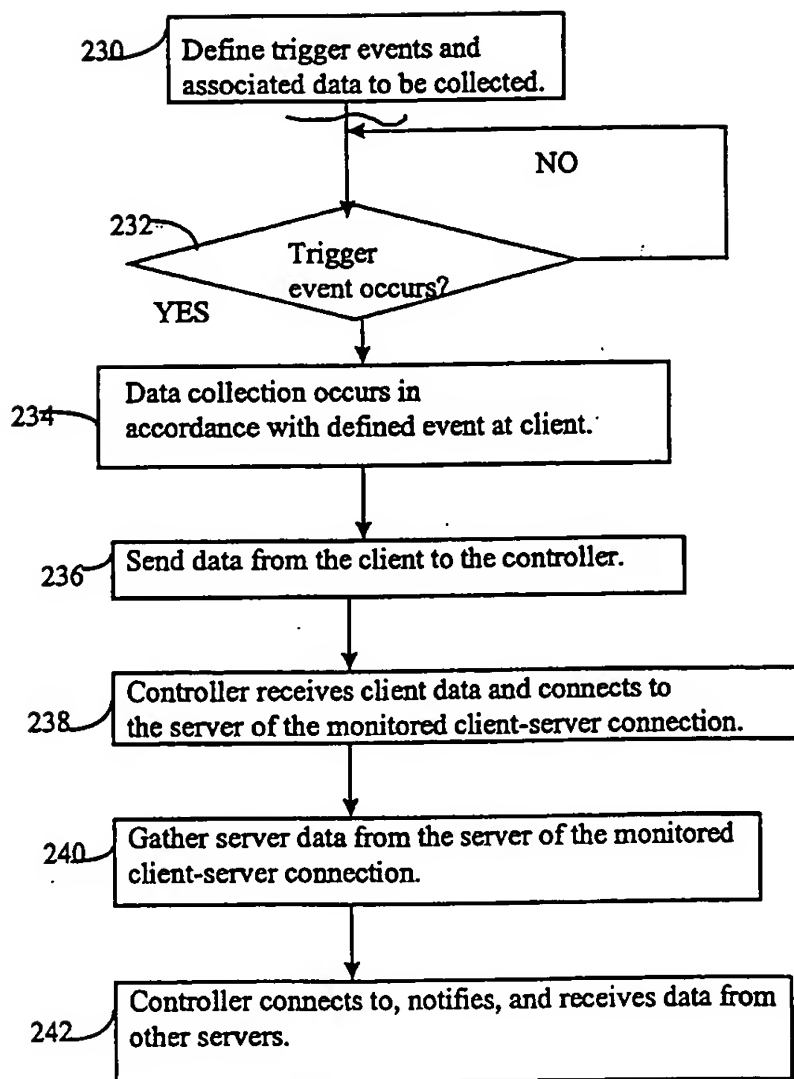 230
Define trigger events and
associated data to be collected.
NO
232
Trigger
event occurs?
YES
234
Data collection occurs in
accordance with defined event at client.
236
Send data from the client to the controller.
238
Controller receives client data and connects to
the server of the monitored client-server connection.
240
Gather server data from the server of the monitored
client-server connection.
242
Controller connects to, notifies, and receives data from
other servers.